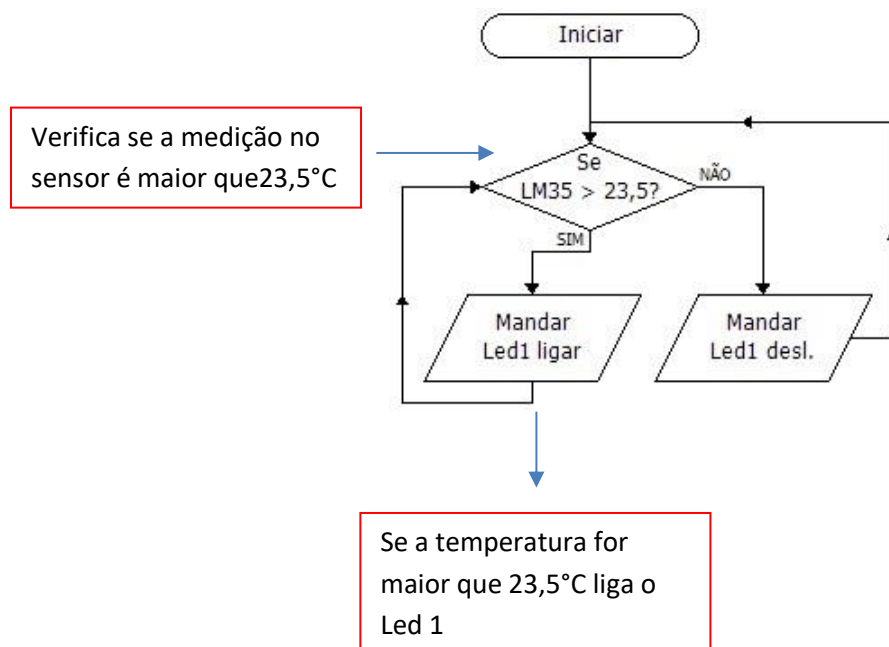 Iniciar
Verifica se a medição no
sensor é maior que23,5°C
Se
LM35 > 23,5?
NÃO
SIM
Mandar
Led1 ligar
Mandar
Led1 desl.
Se a temperatura for
maior que 23,5°C liga o
Led 1